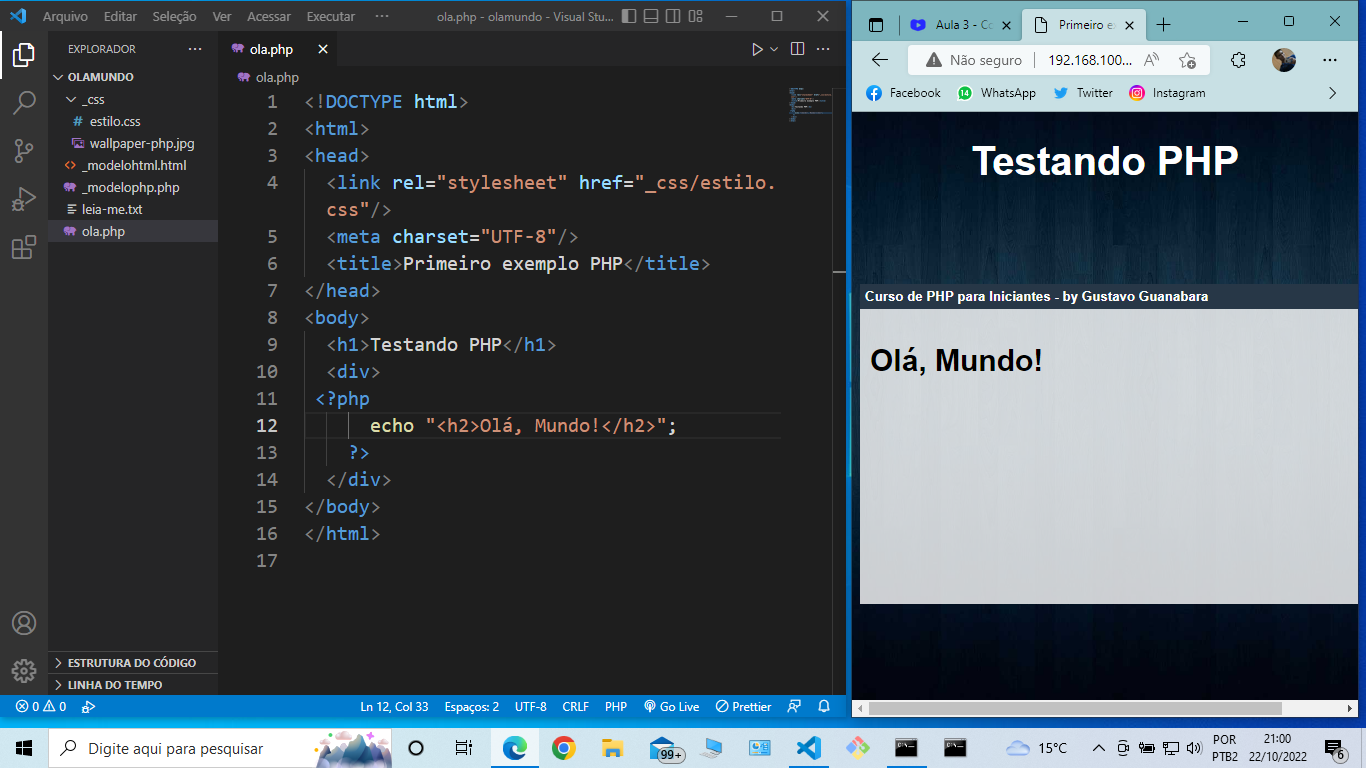 Arquivo Editar Seleção Ver Acessar Executar ··· ola.php - olamundo - Visual Stu...
EXPLORADOR ···
OLAMUNDO
_css
# estilo.css
wallpaper-php.jpg
<> _modelohtml.html
_modelophp.php
leia-me.txt
ola.php
ESTRUTURA DO CÓDIGO
LINHA DO TEMPO
ola.php
ola.php
1 <!DOCTYPE html>
2 <html>
3 <head>
4 <link rel="stylesheet" href="_css/estilo.
css"/>
5 <meta charset="UTF-8"/>
6 <title>Primeiro exemplo PHP</title>
7 </head>
8 <body>
9 <h1>Testando PHP</h1>
10 <div>
11 <?php
12 echo "<h2>Olá, Mundo!</h2>";
13 ?>
14 </div>
15 </body>
16 </html>
17
0 0 Ln 12, Col 33 Espaços: 2 UTF-8 CRLF PHP Go Live Prettier
Aula 3 - Co Primeiro e
Não seguro 192.168.100...
Facebook WhatsApp Twitter Instagram
14
Testando PHP
Curso de PHP para Iniciantes - by Gustavo Guanabara
Olá, Mundo!
Digite aqui para pesquisar 99+ 15°C POR 21:00
PTB2 22/10/2022 6